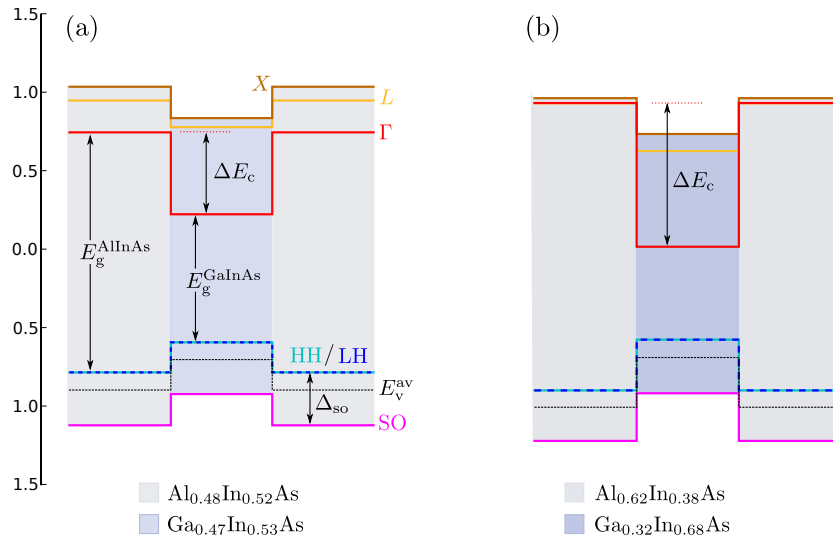 (a)
(b)
1.5
1.0
0.5
0.0
0.5
1.0
1.5
X
L
Γ
ΔE_c
E_g^AlInAs
E_g^GaInAs
HH/LH
E_v^av
Δ_so
SO
ΔE_c
Al_0.48In_0.52As
Ga_0.47In_0.53As
Al_0.62In_0.38As
Ga_0.32In_0.68As